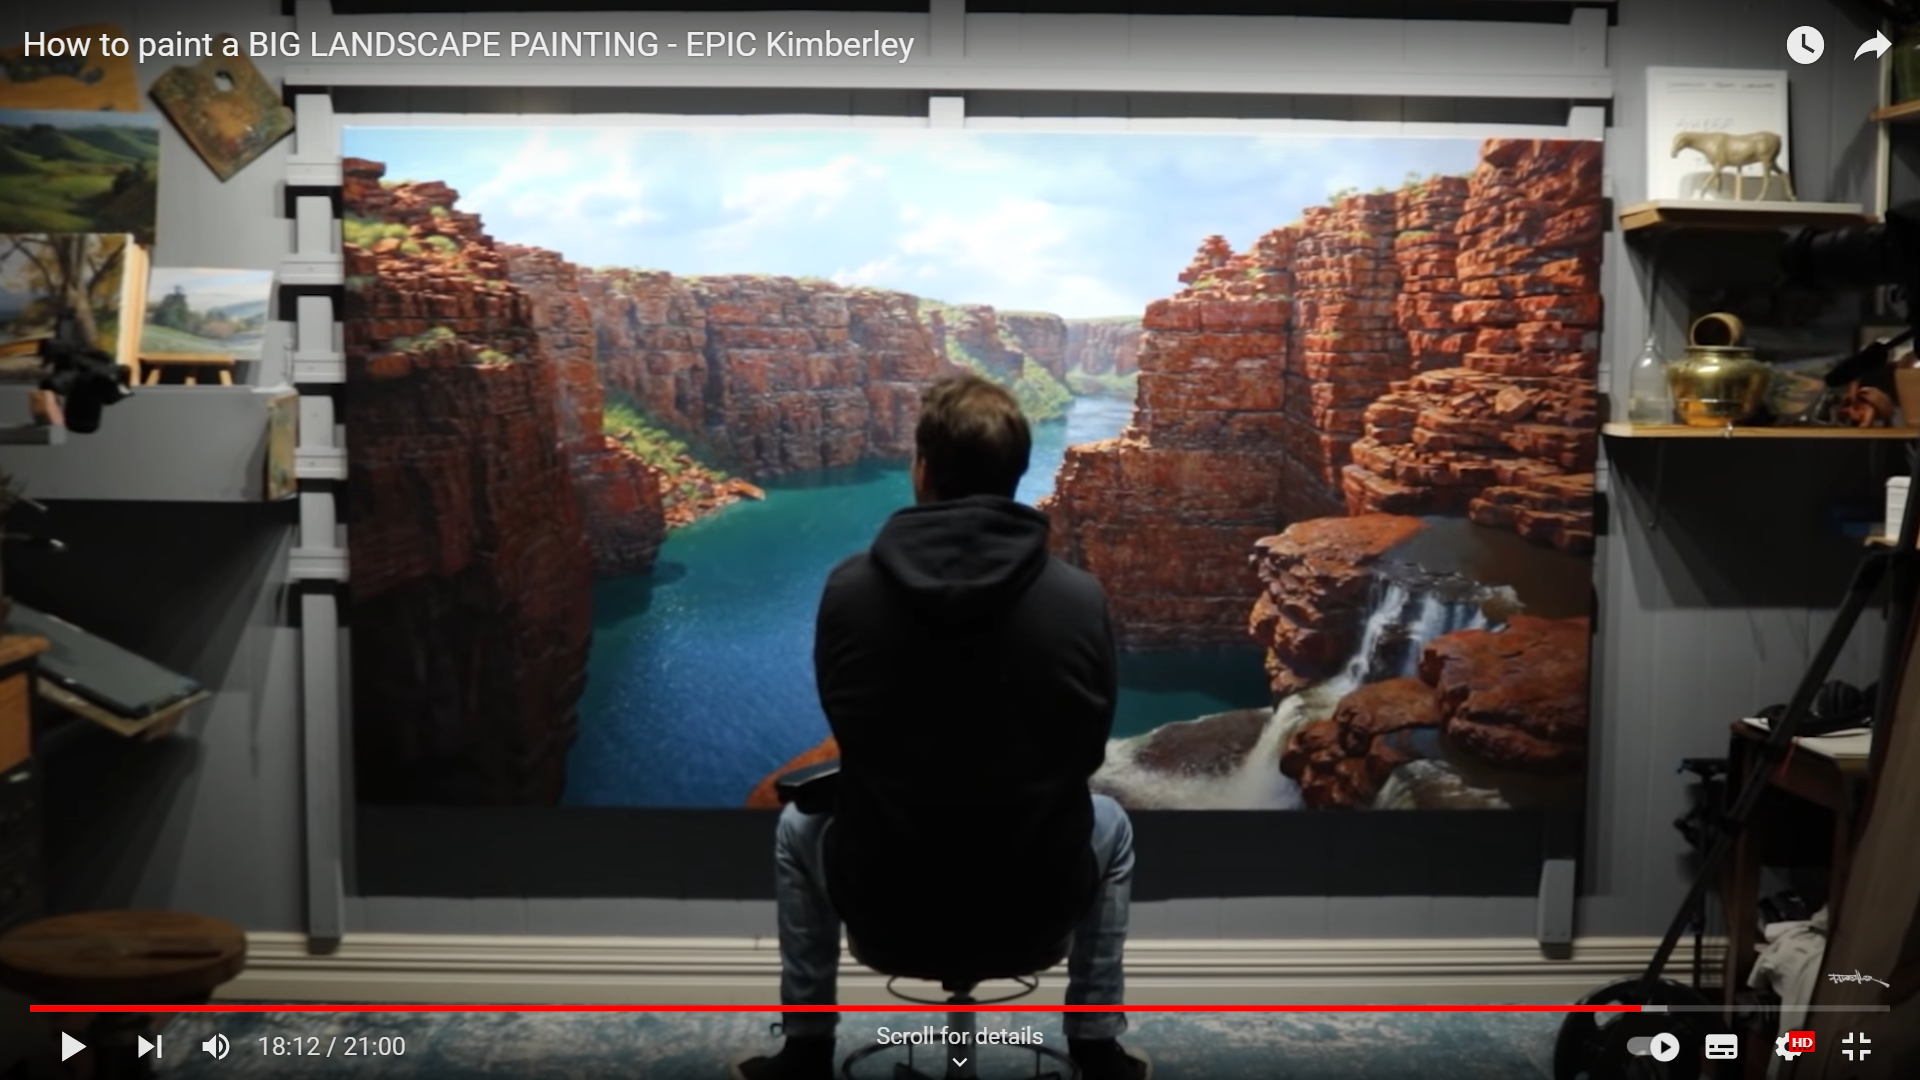 How to paint a BIG LANDSCAPE PAINTING - EPIC Kimberley
18:12 / 21:00
Scroll for details
HD